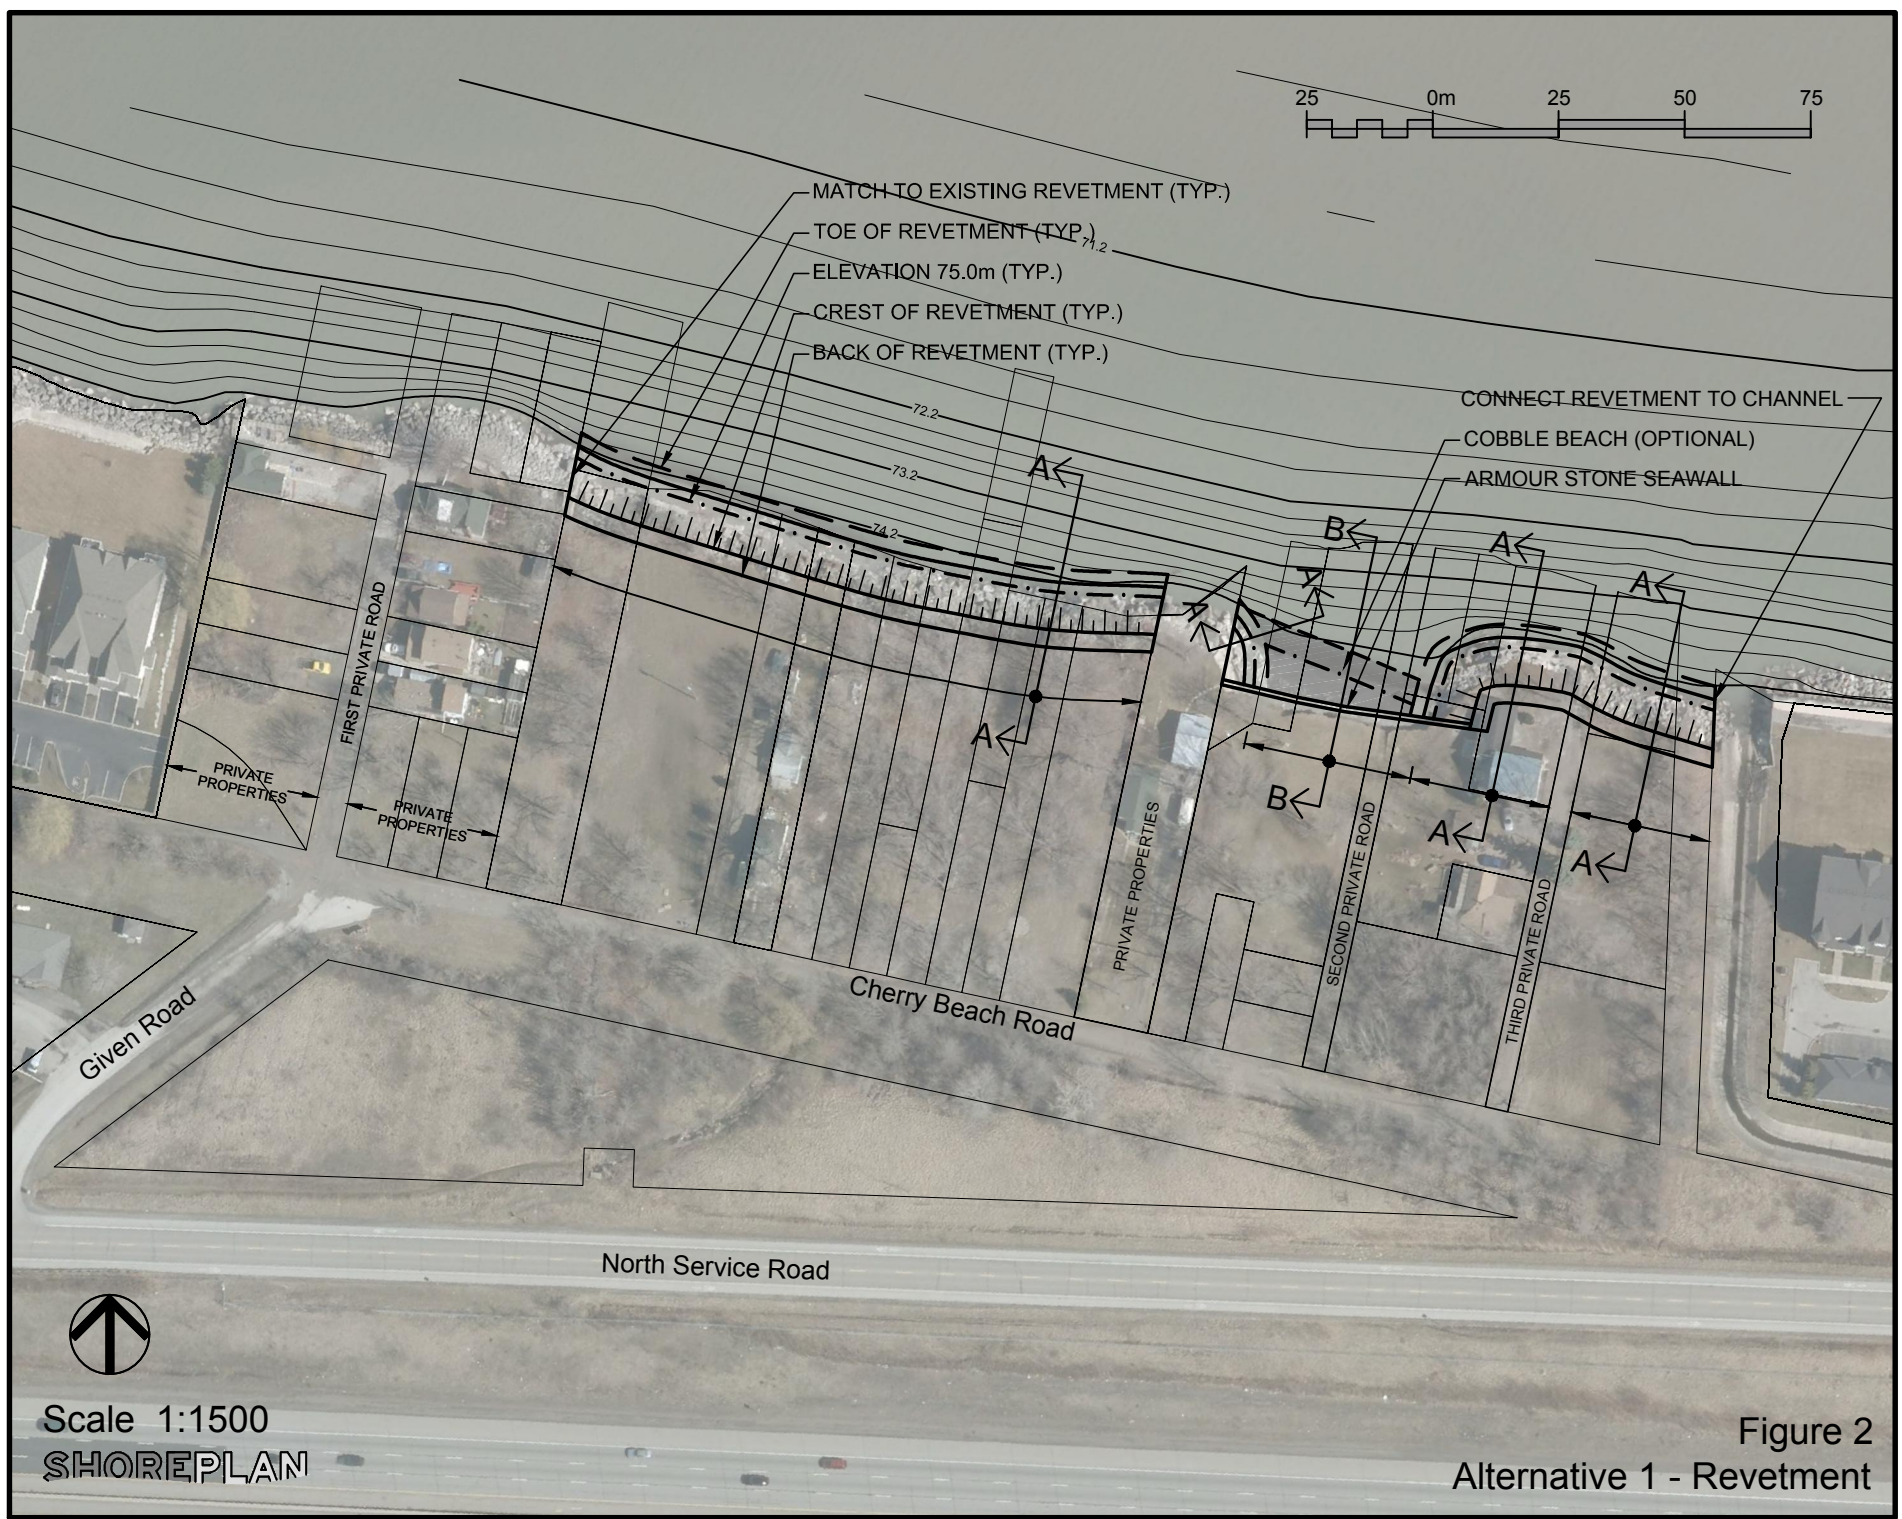 25 0m 25 50 75
MATCH TO EXISTING REVETMENT (TYP.)
TOE OF REVETMENT (TYP.)
71.2
ELEVATION 75.0m (TYP.)
CREST OF REVETMENT (TYP.)
BACK OF REVETMENT (TYP.)
CONNECT REVETMENT TO CHANNEL
72.2
COBBLE BEACH (OPTIONAL)
73.2
A
ARMOUR STONE SEAWALL
74.2
B
A
A
A
A
FIRST PRIVATE ROAD
A
PRIVATE
PROPERTIES
PRIVATE
PROPERTIES
B
A
A
PRIVATE PROPERTIES
SECOND PRIVATE ROAD
THIRD PRIVATE ROAD
Cherry Beach Road
Given Road
North Service Road
Scale 1:1500
SHOREPLAN
Figure 2
Alternative 1 - Revetment